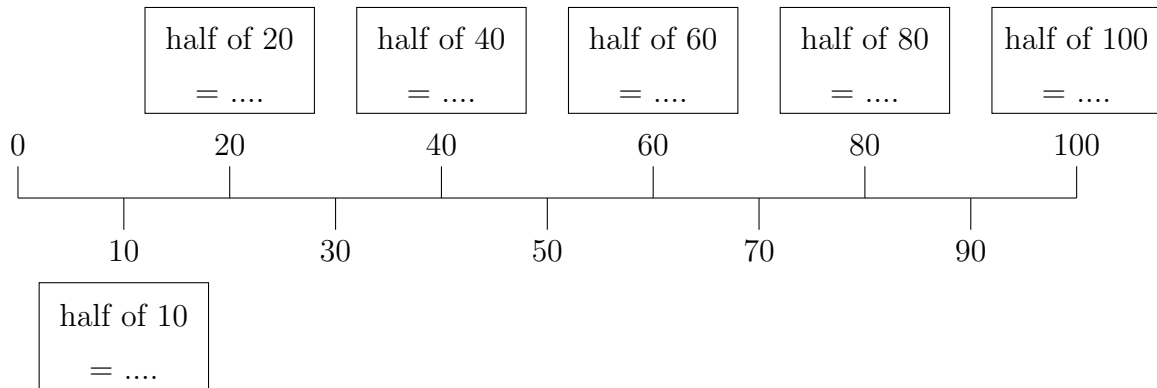 half of 20
= ....
half of 40
= ....
half of 60
= ....
half of 80
= ....
half of 100
= ....
0 20 40 60 80 100
10 30 50 70 90
half of 10
= ....